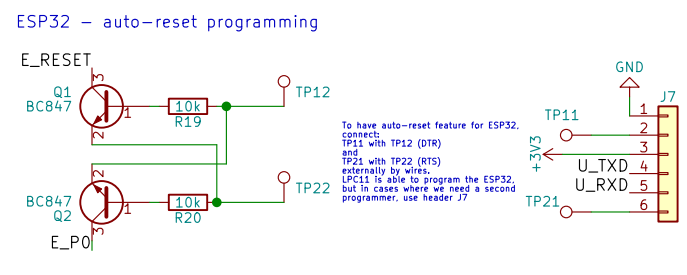 ESP32 - auto-reset programming
E_RESET
Q1
BC847
3
1
2
10k
R19
TP12
2
BC847
Q2
1
3
10k
R20
TP22
E_P0
To have auto-reset feature for ESP32,
connect:
TP11 with TP12 (DTR)
and
TP21 with TP22 (RTS)
externally by wires.
LPC11 is able to program the ESP32,
but in cases where we need a second
programmer, use header J7
GND
J7
TP11
+3V3
U_TXD
U_RXD
TP21
1
2
3
4
5
6